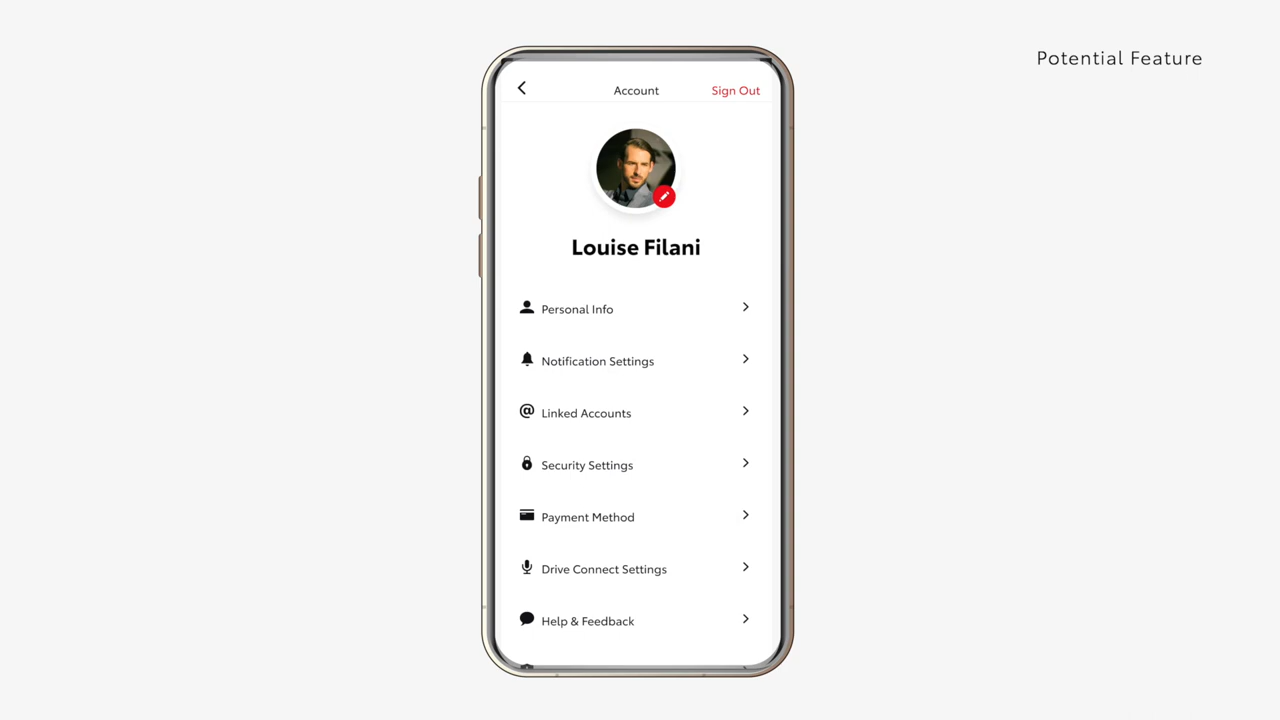 Potential Feature
Account
Sign Out
Louise Filani
Personal Info
Notification Settings
Linked Accounts
Security Settings
Payment Method
Drive Connect Settings
Help & Feedback